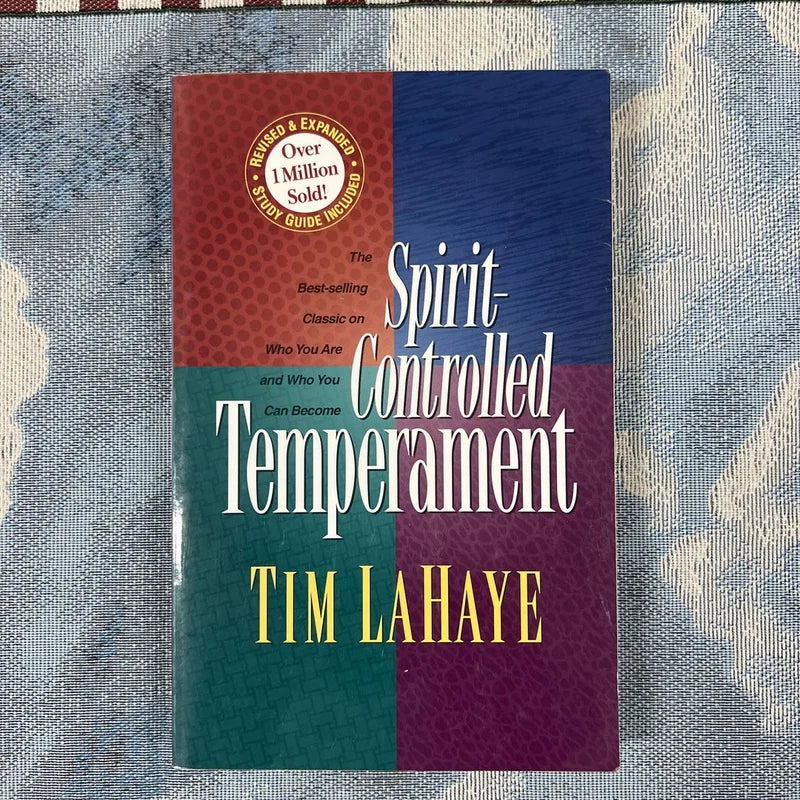 REVISED & EXPANDED
Over
1 Million
Sold!
STUDY GUIDE INCLUDED
The
Best-selling
Classic on
Who You Are
and Who You
Can Become
Spirit-
Controlled
Temperament
TIM LAHAYE